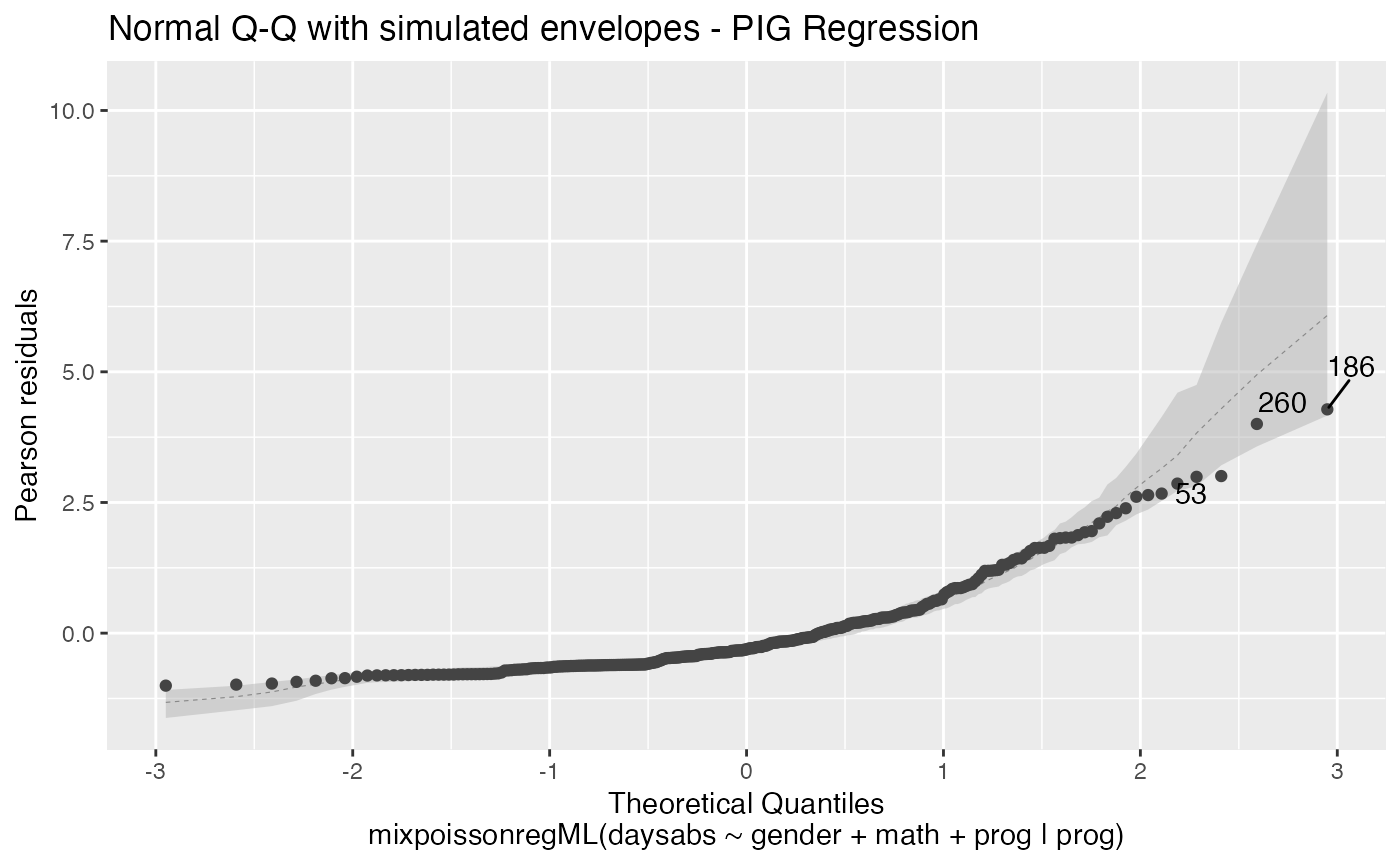 Normal Q-Q with simulated envelopes - PIG Regression
10.0
7.5
5.0
2.5
0.0
Pearson residuals
186
260
53
-3 -2 -1 0 1 2 3
Theoretical Quantiles
mixpoissonregML(daysabs ~ gender + math + prog | prog)